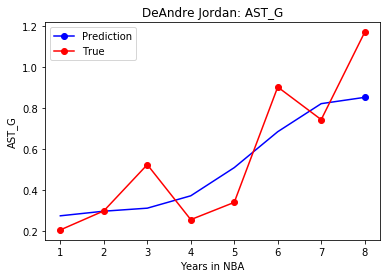 DeAndre Jordan: AST_G
Prediction
True
AST_G
1.2
1.0
0.8
0.6
0.4
0.2
1 2 3 4 5 6 7 8
Years in NBA